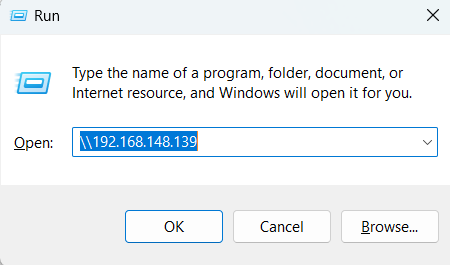 Run
Type the name of a program, folder, document, or
Internet resource, and Windows will open it for you.
Open: \\192.168.148.139
OK Cancel Browse...